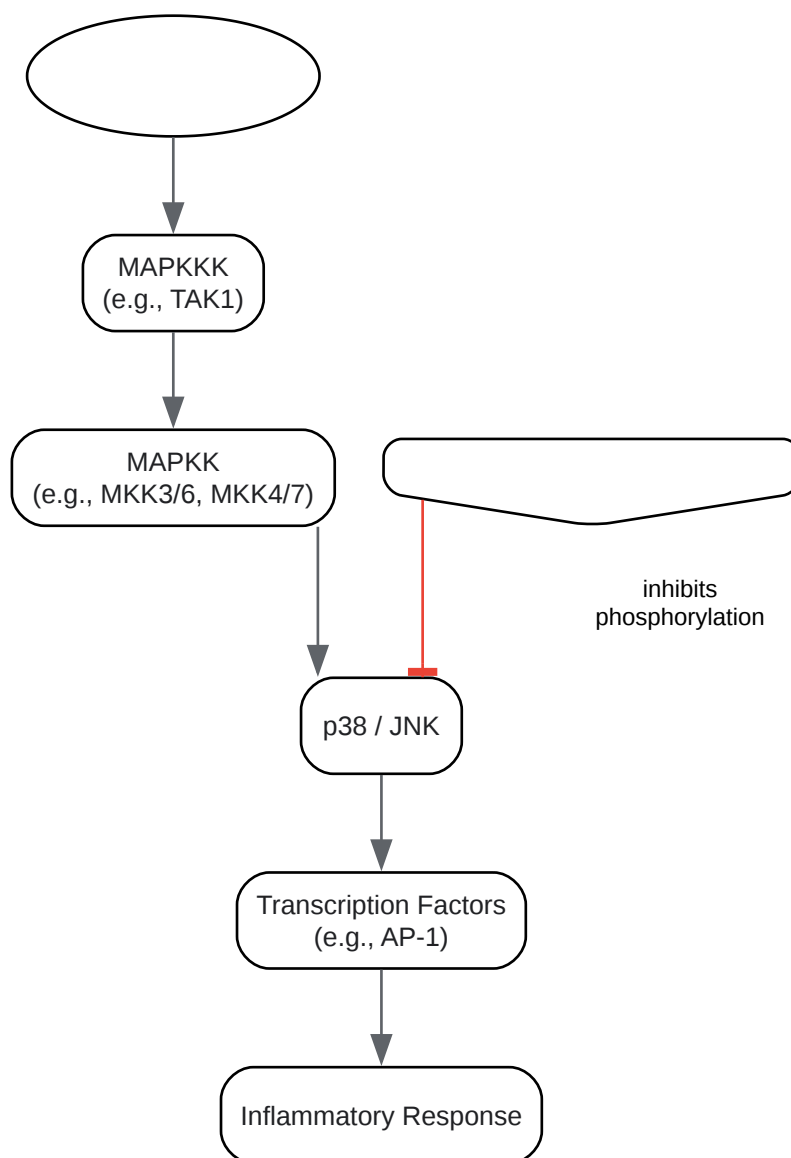 MAPKKK
(e.g., TAK1)
MAPKK
(e.g., MKK3/6, MKK4/7)
inhibits
phosphorylation
p38 / JNK
Transcription Factors
(e.g., AP-1)
Inflammatory Response